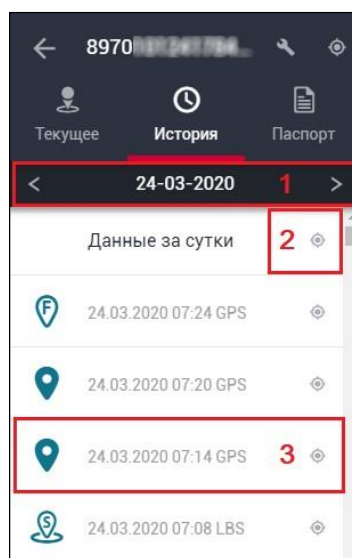 8970
Текущее История Паспорт
< 24-03-2020 1 >
Данные за сутки 2
F 24.03.2020 07:24 GPS
24.03.2020 07:20 GPS
24.03.2020 07:14 GPS 3
S 24.03.2020 07:08 LBS